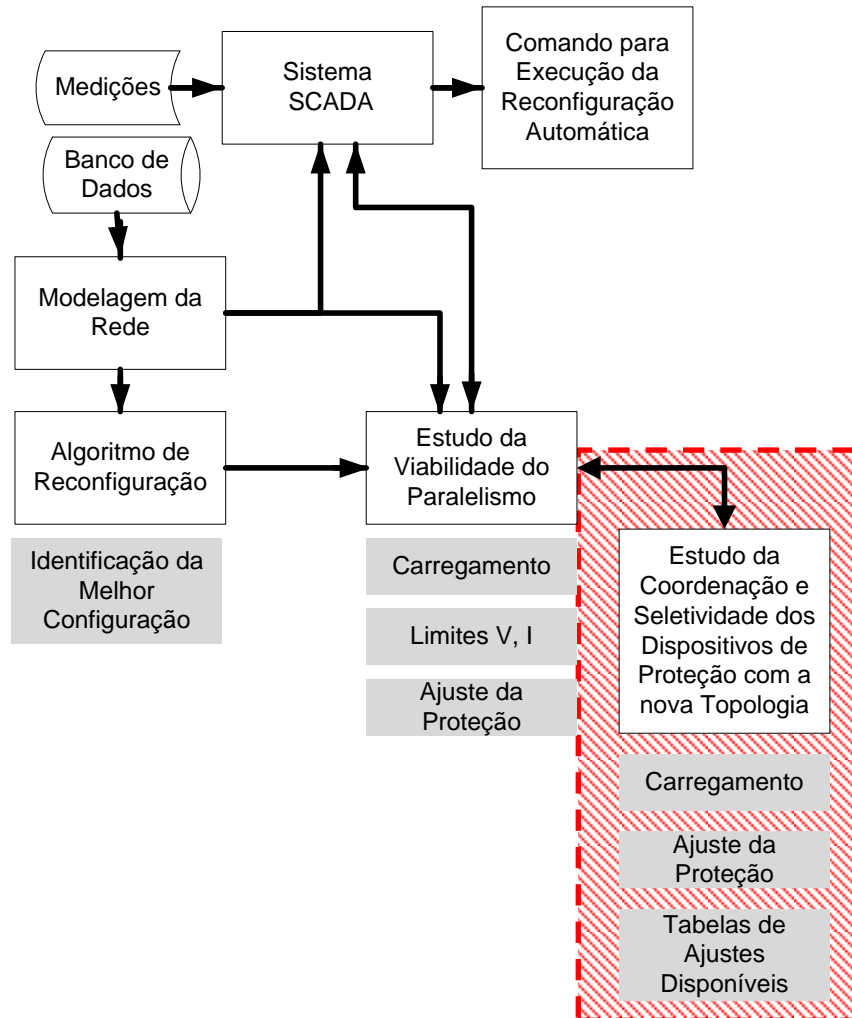 Medições
Sistema
SCADA
Comando para
Execução da
Reconfiguração
Automática
Banco de
Dados
Modelagem da
Rede
Algoritmo de
Reconfiguração
Identificação da
Melhor
Configuração
Estudo da
Viabilidade do
Paralelismo
Carregamento
Limites V, I
Ajuste da
Proteção
Estudo da
Coordenação e
Seletividade dos
Dispositivos de
Proteção com a
nova Topologia
Carregamento
Ajuste da
Proteção
Tabelas de
Ajustes
Disponíveis